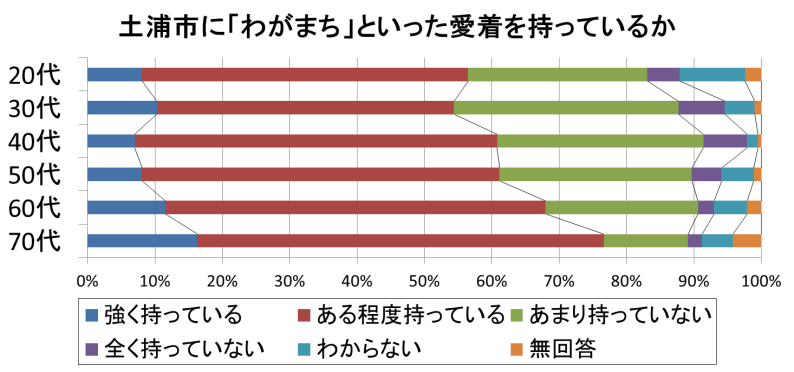 土浦市に「わがまち」といった愛着を持っているか
20代
30代
40代
50代
60代
70代
0% 10% 20% 30% 40% 50% 60% 70% 80% 90% 100%
強く持っている ある程度持っている あまり持っていない
全く持っていない わからない 無回答